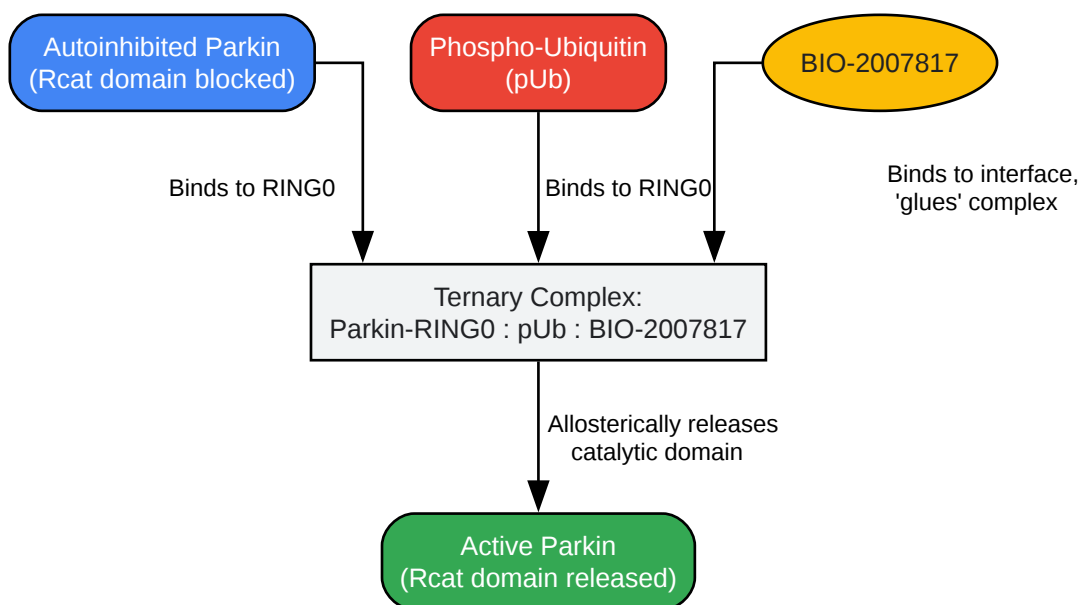 Autoinhibited Parkin
(Rcat domain blocked)
Phospho-Ubiquitin
(pUb)
BIO-2007817
Binds to RING0
Binds to RING0
Binds to interface,
'glues' complex
Ternary Complex:
Parkin-RING0 : pUb : BIO-2007817
Allosterically releases
catalytic domain
Active Parkin
(Rcat domain released)